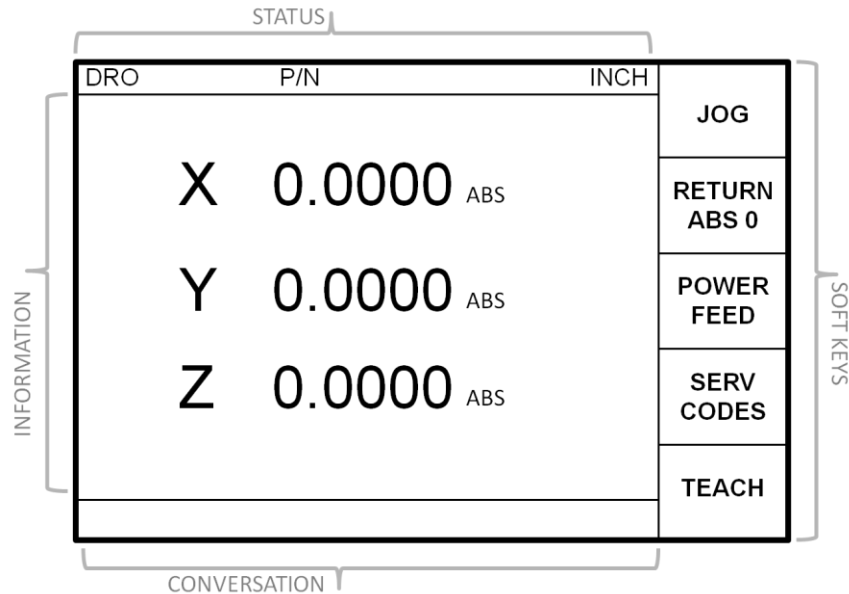 STATUS
DRO P/N INCH
X 0.0000 ABS
Y 0.0000 ABS
Z 0.0000 ABS
JOG
RETURN
ABS 0
POWER
FEED
SERV
CODES
TEACH
INFORMATION
SOFT KEYS
CONVERSATION